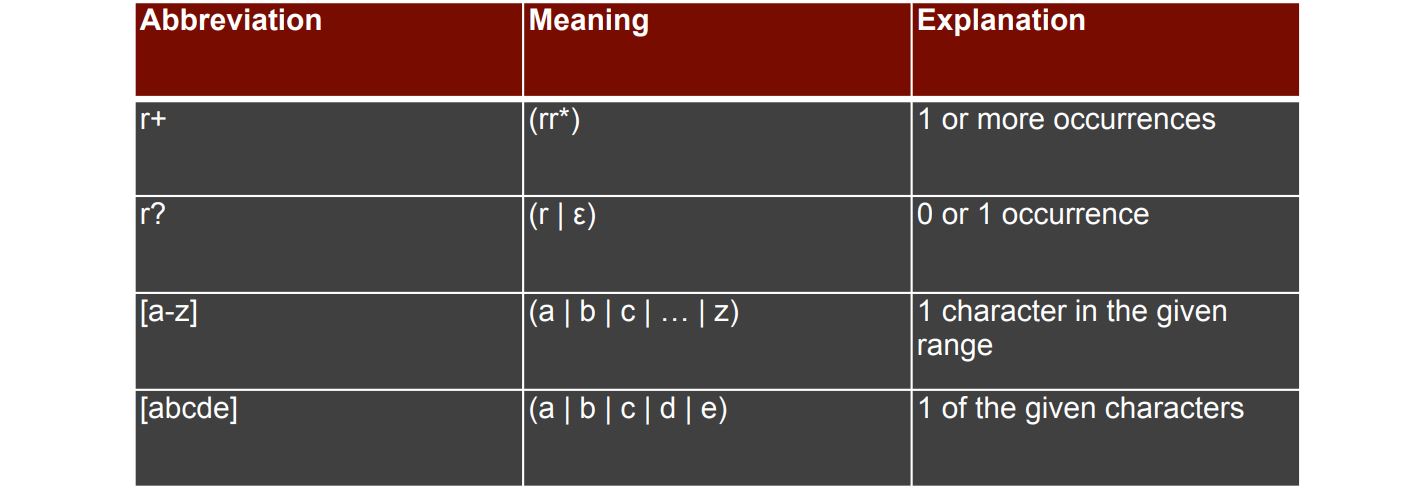 Abbreviation Meaning Explanation
r+ (rr*) 1 or more occurrences
r? (r | ε) 0 or 1 occurrence
[a-z] (a | b | c | … | z) 1 character in the given
range
[abcde] (a | b | c | d | e) 1 of the given characters